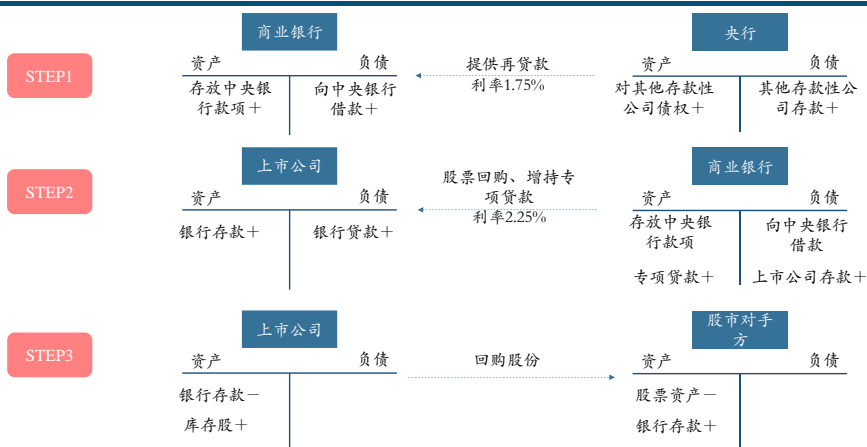 商业银行
央行
STEP1
资产
负债
存放中央银
行款项＋
向中央银行
借款＋
提供再贷款
利率1.75%
资产
负债
对其他存款性
公司债权＋
其他存款性公
司存款＋
STEP2
上市公司
资产
负债
银行存款＋
银行贷款＋
股票回购、增持专
项贷款
利率2.25%
商业银行
资产
负债
存放中央银
行款项
向中央银行
借款
专项贷款＋
上市公司存款＋
STEP3
上市公司
资产
负债
银行存款－
库存股＋
回购股份
股市对手
方
资产
负债
股票资产－
银行存款＋